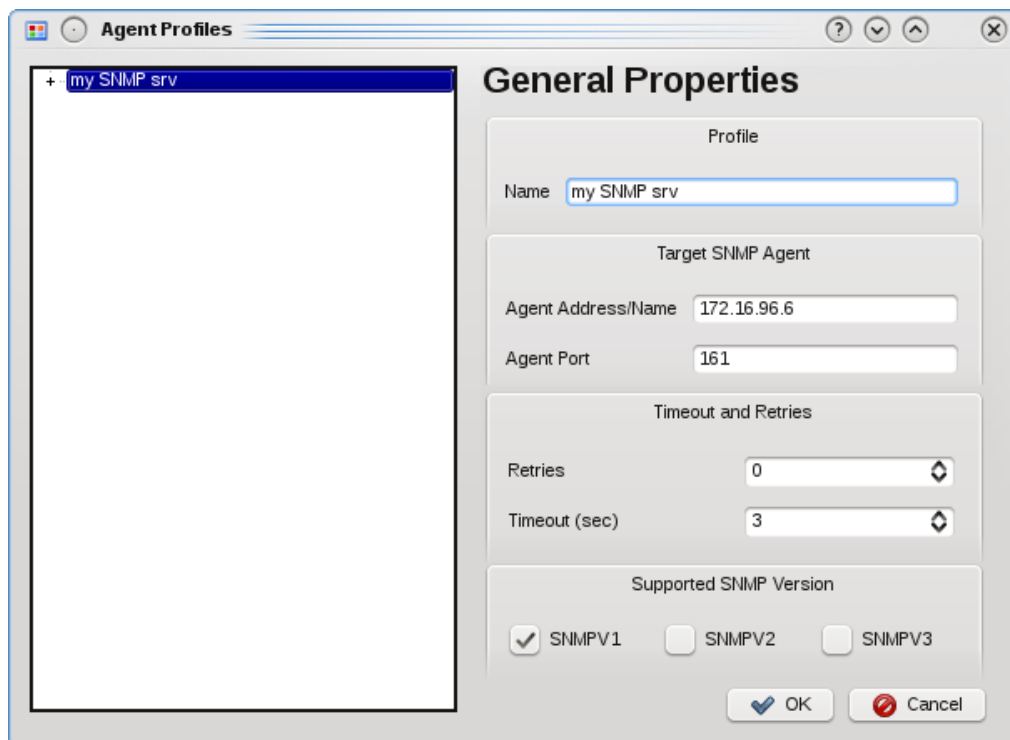 Agent Profiles
my SNMP srv
General Properties
Profile
Name my SNMP srv
Target SNMP Agent
Agent Address/Name 172.16.96.6
Agent Port 161
Timeout and Retries
Retries 0
Timeout (sec) 3
Supported SNMP Version
SNMPV1 SNMPV2 SNMPV3
OK Cancel